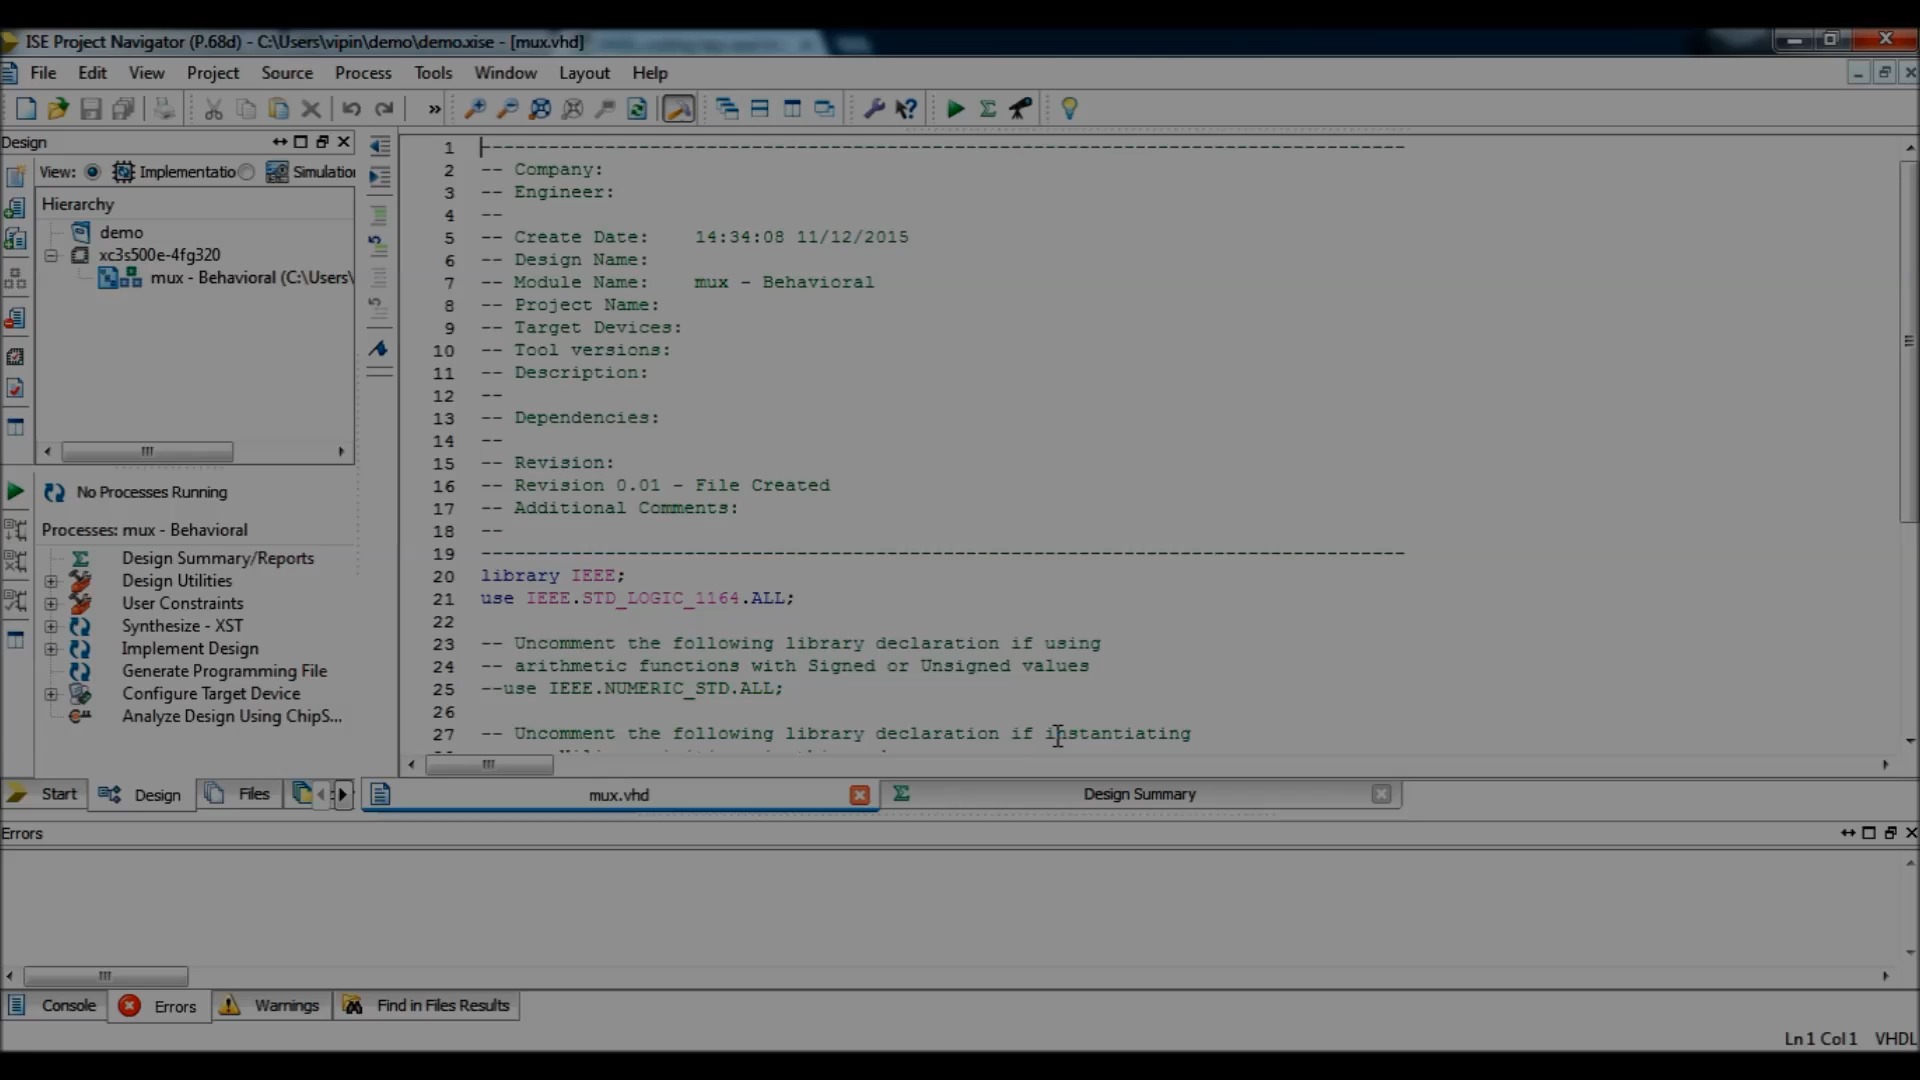 ISE Project Navigator (P.68d) - C:\Users\vipin\demo\demo.xise - [mux.vhd]
File Edit View Project Source Process Tools Window Layout Help
Design
View: Implementatio Simulation
Hierarchy
demo
xc3s500e-4fg320
mux - Behavioral (C:\Users\
No Processes Running
Processes: mux - Behavioral
Design Summary/Reports
Design Utilities
User Constraints
Synthesize - XST
Implement Design
Generate Programming File
Configure Target Device
Analyze Design Using ChipS...
Start Design Files
1 ----------------------------------------------------------------------------------
2 -- Company:
3 -- Engineer:
4 --
5 -- Create Date:    14:34:08 11/12/2015
6 -- Design Name:
7 -- Module Name:    mux - Behavioral
8 -- Project Name:
9 -- Target Devices:
10 -- Tool versions:
11 -- Description:
12 --
13 -- Dependencies:
14 --
15 -- Revision:
16 -- Revision 0.01 - File Created
17 -- Additional Comments:
18 --
19 ----------------------------------------------------------------------------------
20 library IEEE;
21 use IEEE.STD_LOGIC_1164.ALL;
22
23 -- Uncomment the following library declaration if using
24 -- arithmetic functions with Signed or Unsigned values
25 --use IEEE.NUMERIC_STD.ALL;
26
27 -- Uncomment the following library declaration if instantiating
mux.vhd Design Summary
Errors
Console Errors Warnings Find in Files Results
Ln 1 Col 1 VHDL